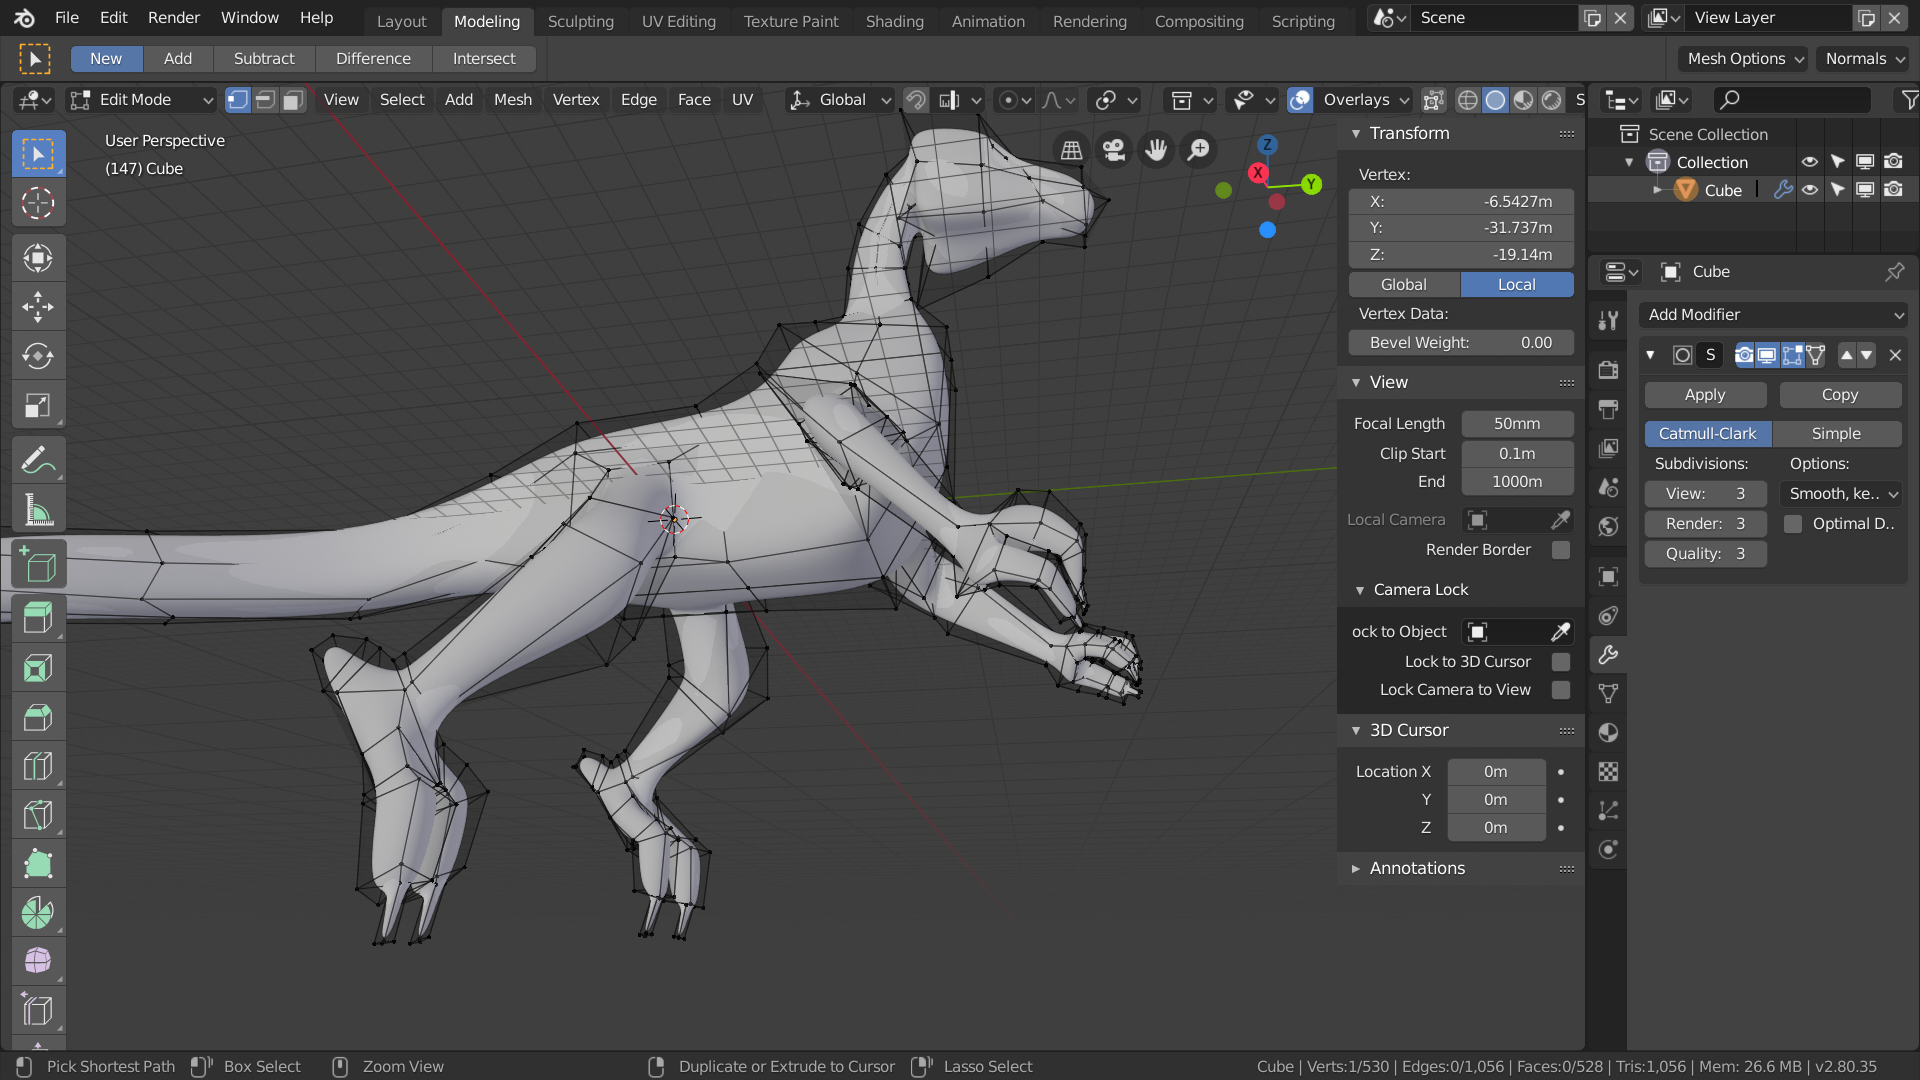 File Edit Render Window Help
Layout Modeling Sculpting UV Editing Texture Paint Shading Animation Rendering Compositing Scripting
Scene
View Layer
New Add Subtract Difference Intersect
Mesh Options Normals
Edit Mode View Select Add Mesh Vertex Edge Face UV Global Overlays S
User Perspective
(147) Cube
Z
X
Y
Transform
Vertex:
X: -6.5427m
Y: -31.737m
Z: -19.14m
Global Local
Vertex Data:
Bevel Weight: 0.00
View
Focal Length 50mm
Clip Start 0.1m
End 1000m
Local Camera
Render Border
Camera Lock
ock to Object
Lock to 3D Cursor
Lock Camera to View
3D Cursor
Location X 0m
Y 0m
Z 0m
Annotations
Scene Collection
Collection
Cube
Cube
Add Modifier
S
Apply Copy
Catmull-Clark Simple
Subdivisions: Options:
View: 3 Smooth, ke..
Render: 3 Optimal D..
Quality: 3
Pick Shortest Path Box Select Zoom View Duplicate or Extrude to Cursor Lasso Select
Cube | Verts:1/530 | Edges:0/1,056 | Faces:0/528 | Tris:1,056 | Mem: 26.6 MB | v2.80.35